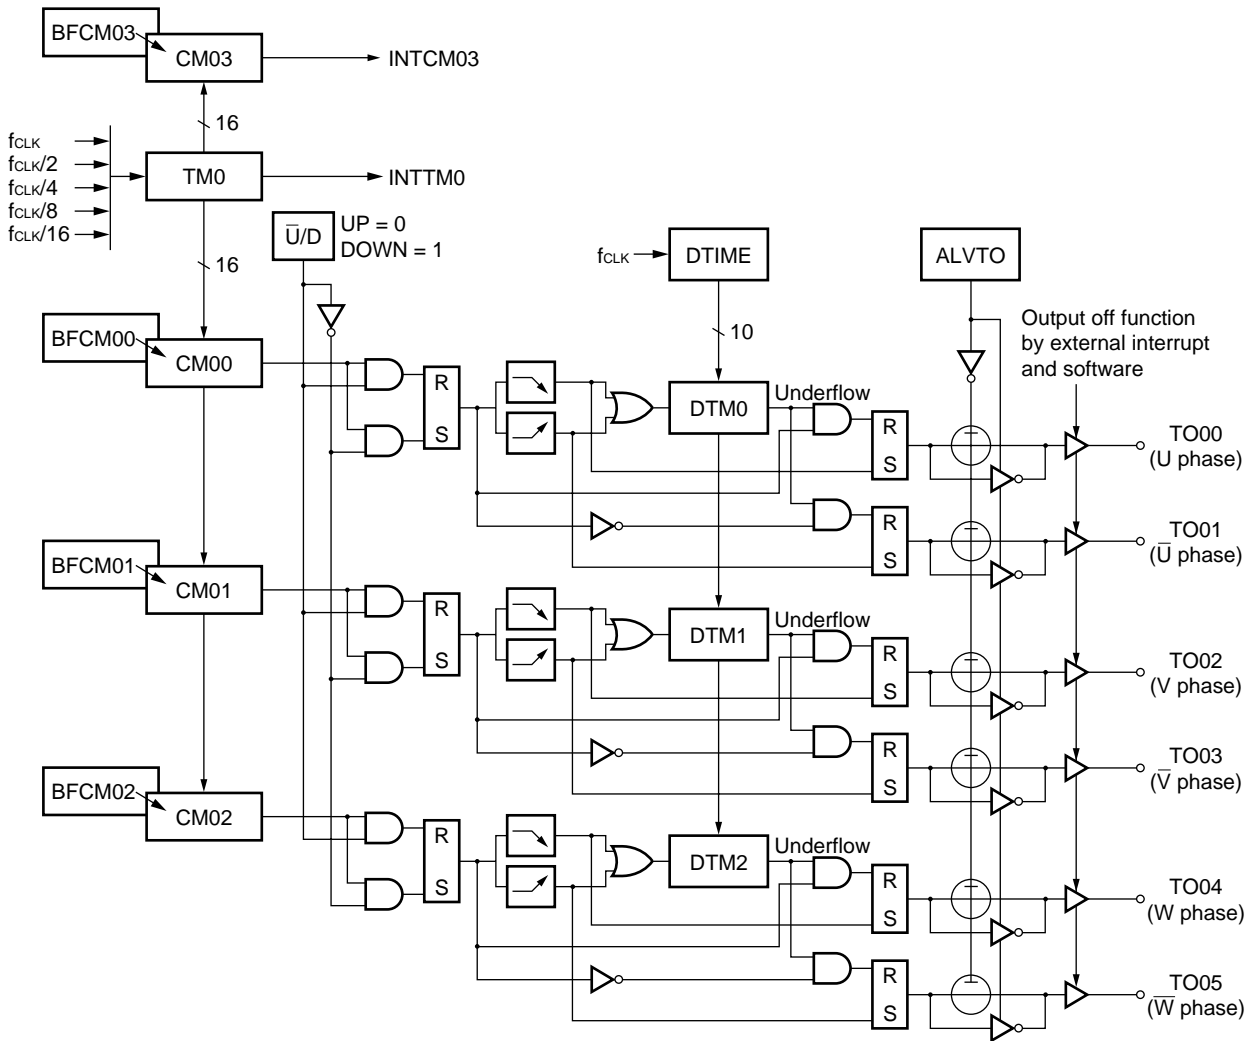 BFCM03
CM03
INTCM03
16
fCLK
fCLK/2
fCLK/4
fCLK/8
fCLK/16
TM0
INTTM0
U̅/D
UP = 0
DOWN = 1
16
fCLK
DTIME
ALVTO
10
Output off function
by external interrupt
and software
BFCM00
CM00
R
S
DTM0
Underflow
R
S
TO00
(U phase)
R
S
TO01
(U̅ phase)
BFCM01
CM01
R
S
DTM1
Underflow
R
S
TO02
(V phase)
R
S
TO03
(V̅ phase)
BFCM02
CM02
R
S
DTM2
Underflow
R
S
TO04
(W phase)
R
S
TO05
(W̅ phase)